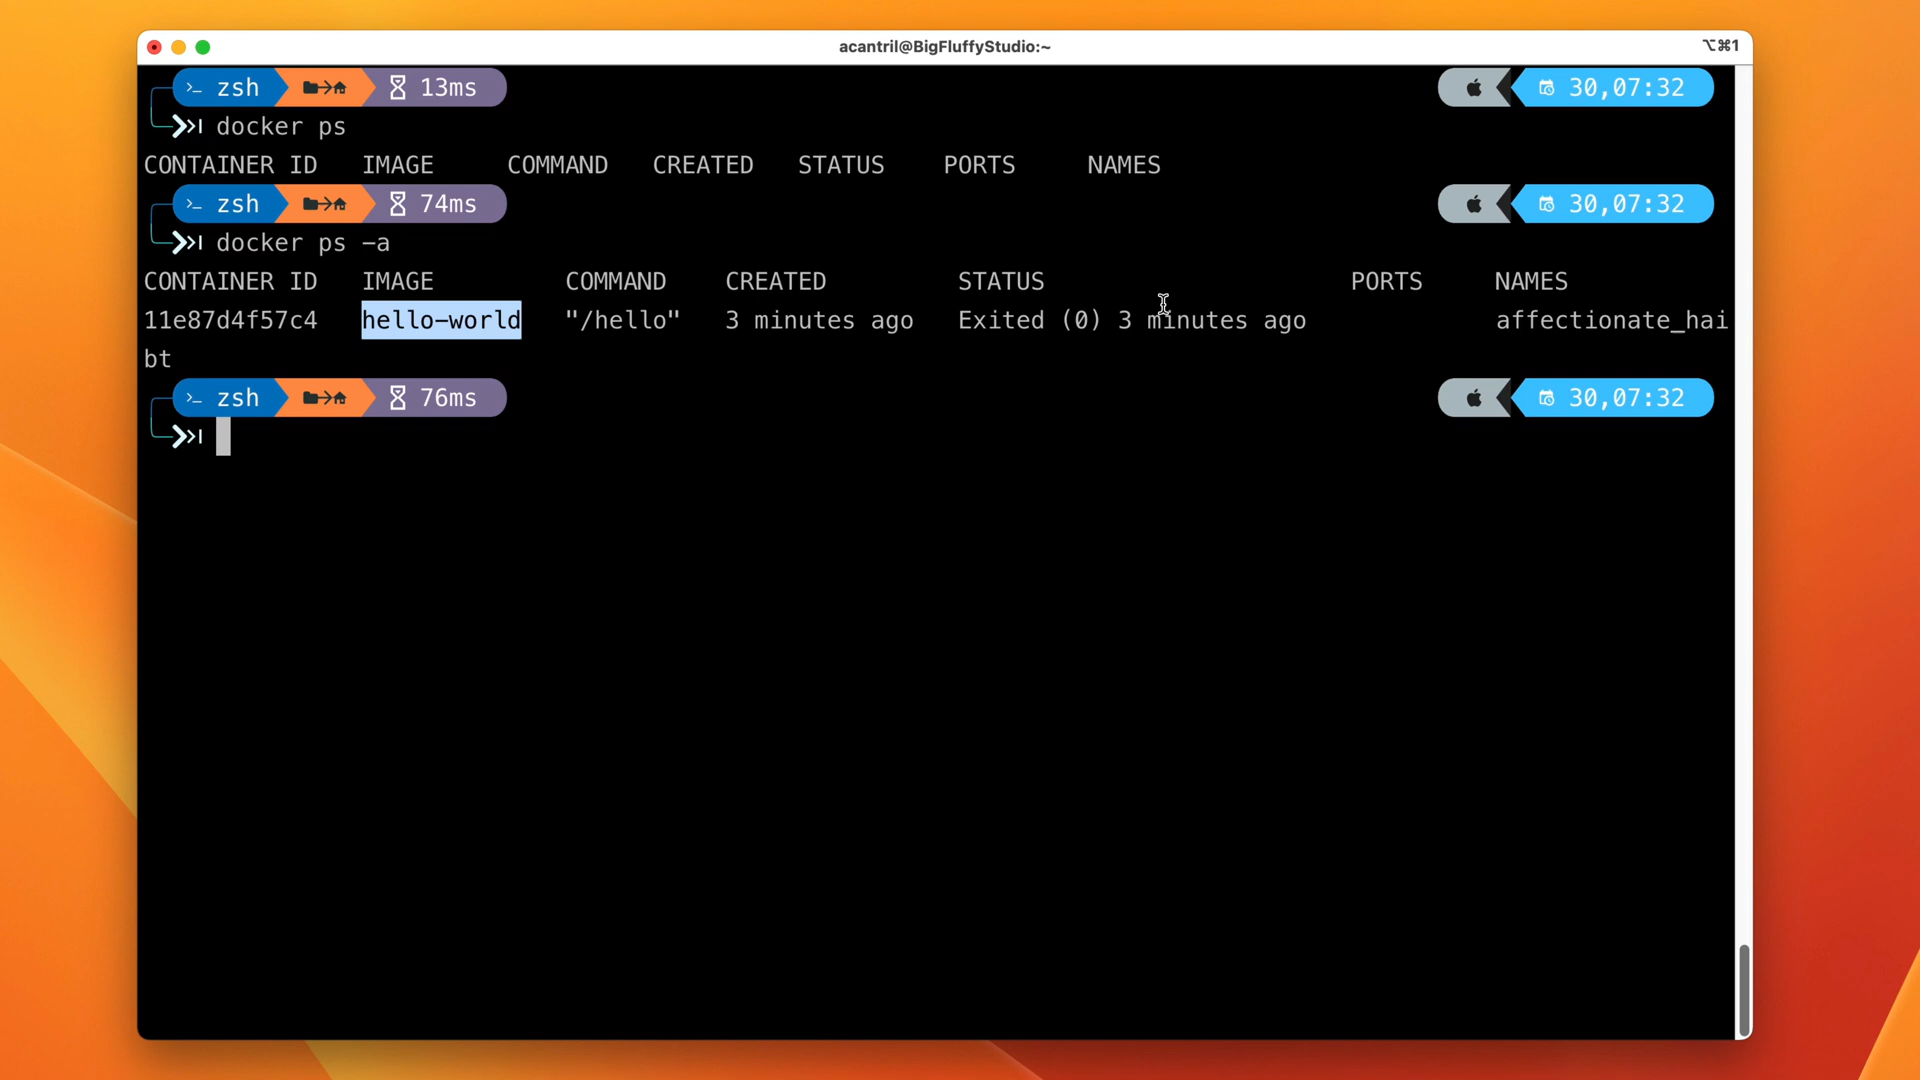 acantril@BigFluffyStudio:~ ⌥⌘1
>_ zsh 13ms 30,07:32
docker ps
CONTAINER ID IMAGE COMMAND CREATED STATUS PORTS NAMES
>_ zsh 74ms 30,07:32
docker ps -a
CONTAINER ID IMAGE COMMAND CREATED STATUS PORTS NAMES
11e87d4f57c4 hello-world "/hello" 3 minutes ago Exited (0) 3 minutes ago affectionate_hai
bt
>_ zsh 76ms 30,07:32